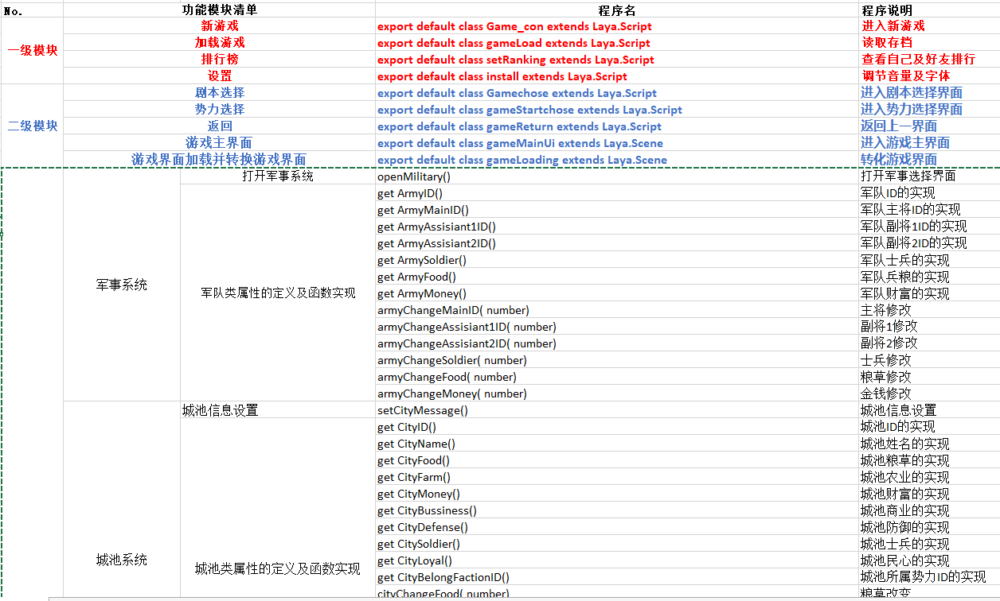 No. 功能模块清单 程序名 程序说明
一级模块 新游戏 export default class Game_con extends Laya.Script 进入新游戏
加载游戏 export default class gameLoad extends Laya.Script 读取存档
排行榜 export default class setRanking extends Laya.Script 查看自己及好友排行
设置 export default class install extends Laya.Script 调节音量及字体
二级模块 剧本选择 export default class Gamechose extends Laya.Script 进入剧本选择界面
势力选择 export default class gameStartchose extends Laya.Script 进入势力选择界面
返回 export default class gameReturn extends Laya.Script 返回上一界面
游戏主界面 export default class gameMainUi extends Laya.Scene 进入游戏主界面
游戏界面加载并转换游戏界面 export default class gameLoading extends Laya.Scene 转化游戏界面
军事系统 打开军事系统 openMilitary() 打开军事选择界面
军队类属性的定义及函数实现 get ArmyID() 军队ID的实现
get ArmyMainID() 军队主将ID的实现
get ArmyAssisiant1ID() 军队副将1ID的实现
get ArmyAssisiant2ID() 军队副将2ID的实现
get ArmySoldier() 军队士兵的实现
get ArmyFood() 军队兵粮的实现
get ArmyMoney() 军队财富的实现
armyChangeMainID( number) 主将修改
armyChangeAssisiant1ID( number) 副将1修改
armyChangeAssisiant2ID( number) 副将2修改
armyChangeSoldier( number) 士兵修改
armyChangeFood( number) 粮草修改
armyChangeMoney( number) 金钱修改
城池系统 城池信息设置 setCityMessage() 城池信息设置
城池类属性的定义及函数实现 get CityID() 城池ID的实现
get CityName() 城池姓名的实现
get CityFood() 城池粮草的实现
get CityFarm() 城池农业的实现
get CityMoney() 城池财富的实现
get CityBussiness() 城池商业的实现
get CityDefense() 城池防御的实现
get CitySoldier() 城池士兵的实现
get CityLoyal() 城池民心的实现
get CityBelongFactionID() 城池所属势力ID的实现
cityChangeFood( number) 粮草改变